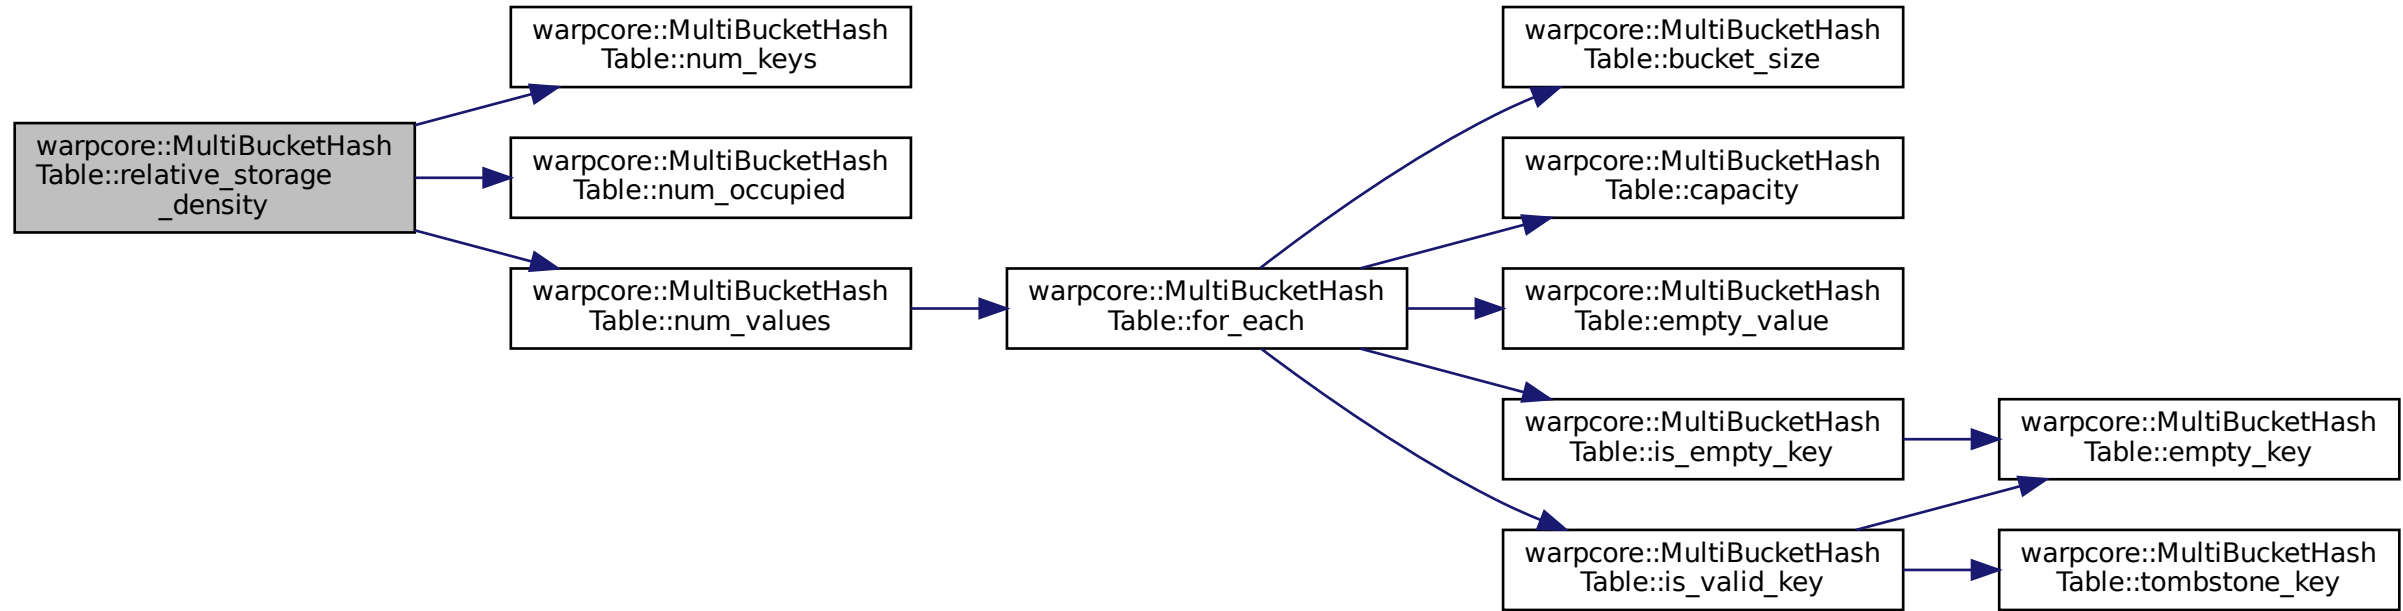 warpcore::MultiBucketHash
Table::relative_storage
_density
warpcore::MultiBucketHash
Table::num_keys
warpcore::MultiBucketHash
Table::num_occupied
warpcore::MultiBucketHash
Table::num_values
warpcore::MultiBucketHash
Table::for_each
warpcore::MultiBucketHash
Table::bucket_size
warpcore::MultiBucketHash
Table::capacity
warpcore::MultiBucketHash
Table::empty_value
warpcore::MultiBucketHash
Table::is_empty_key
warpcore::MultiBucketHash
Table::is_valid_key
warpcore::MultiBucketHash
Table::empty_key
warpcore::MultiBucketHash
Table::tombstone_key